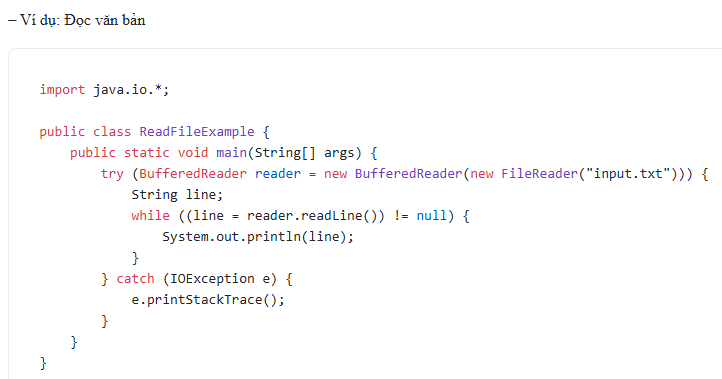 – Ví dụ: Đọc văn bản
import java.io.*;
public class ReadFileExample {
    public static void main(String[] args) {
        try (BufferedReader reader = new BufferedReader(new FileReader("input.txt"))) {
            String line;
            while ((line = reader.readLine()) != null) {
                System.out.println(line);
            }
        } catch (IOException e) {
            e.printStackTrace();
        }
    }
}